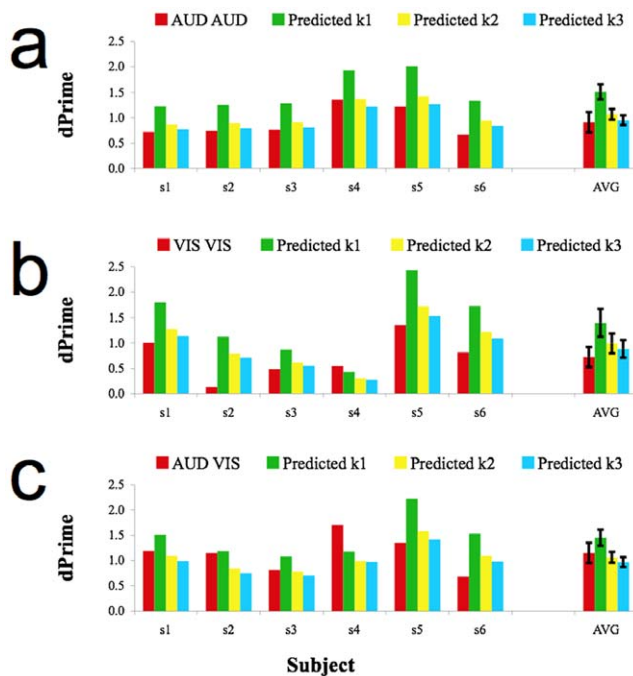 a
AUD AUD Predicted k1 Predicted k2 Predicted k3
dPrime
2.5
2.0
1.5
1.0
0.5
0.0
s1 s2 s3 s4 s5 s6 AVG
b
VIS VIS Predicted k1 Predicted k2 Predicted k3
dPrime
2.5
2.0
1.5
1.0
0.5
0.0
s1 s2 s3 s4 s5 s6 AVG
c
AUD VIS Predicted k1 Predicted k2 Predicted k3
dPrime
2.5
2.0
1.5
1.0
0.5
0.0
s1 s2 s3 s4 s5 s6 AVG
Subject